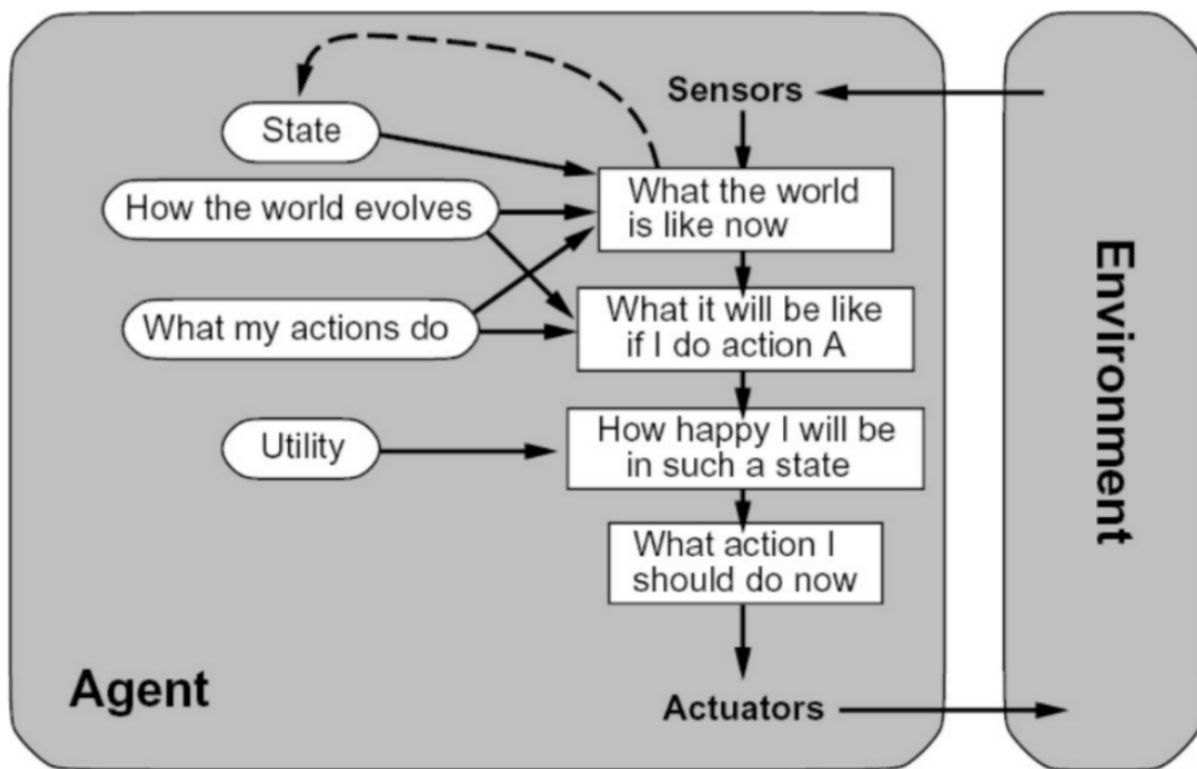 Sensors
State
What the world
is like now
How the world evolves
What it will be like
if I do action A
What my actions do
How happy I will be
in such a state
Utility
What action I
should do now
Agent
Actuators
Environment